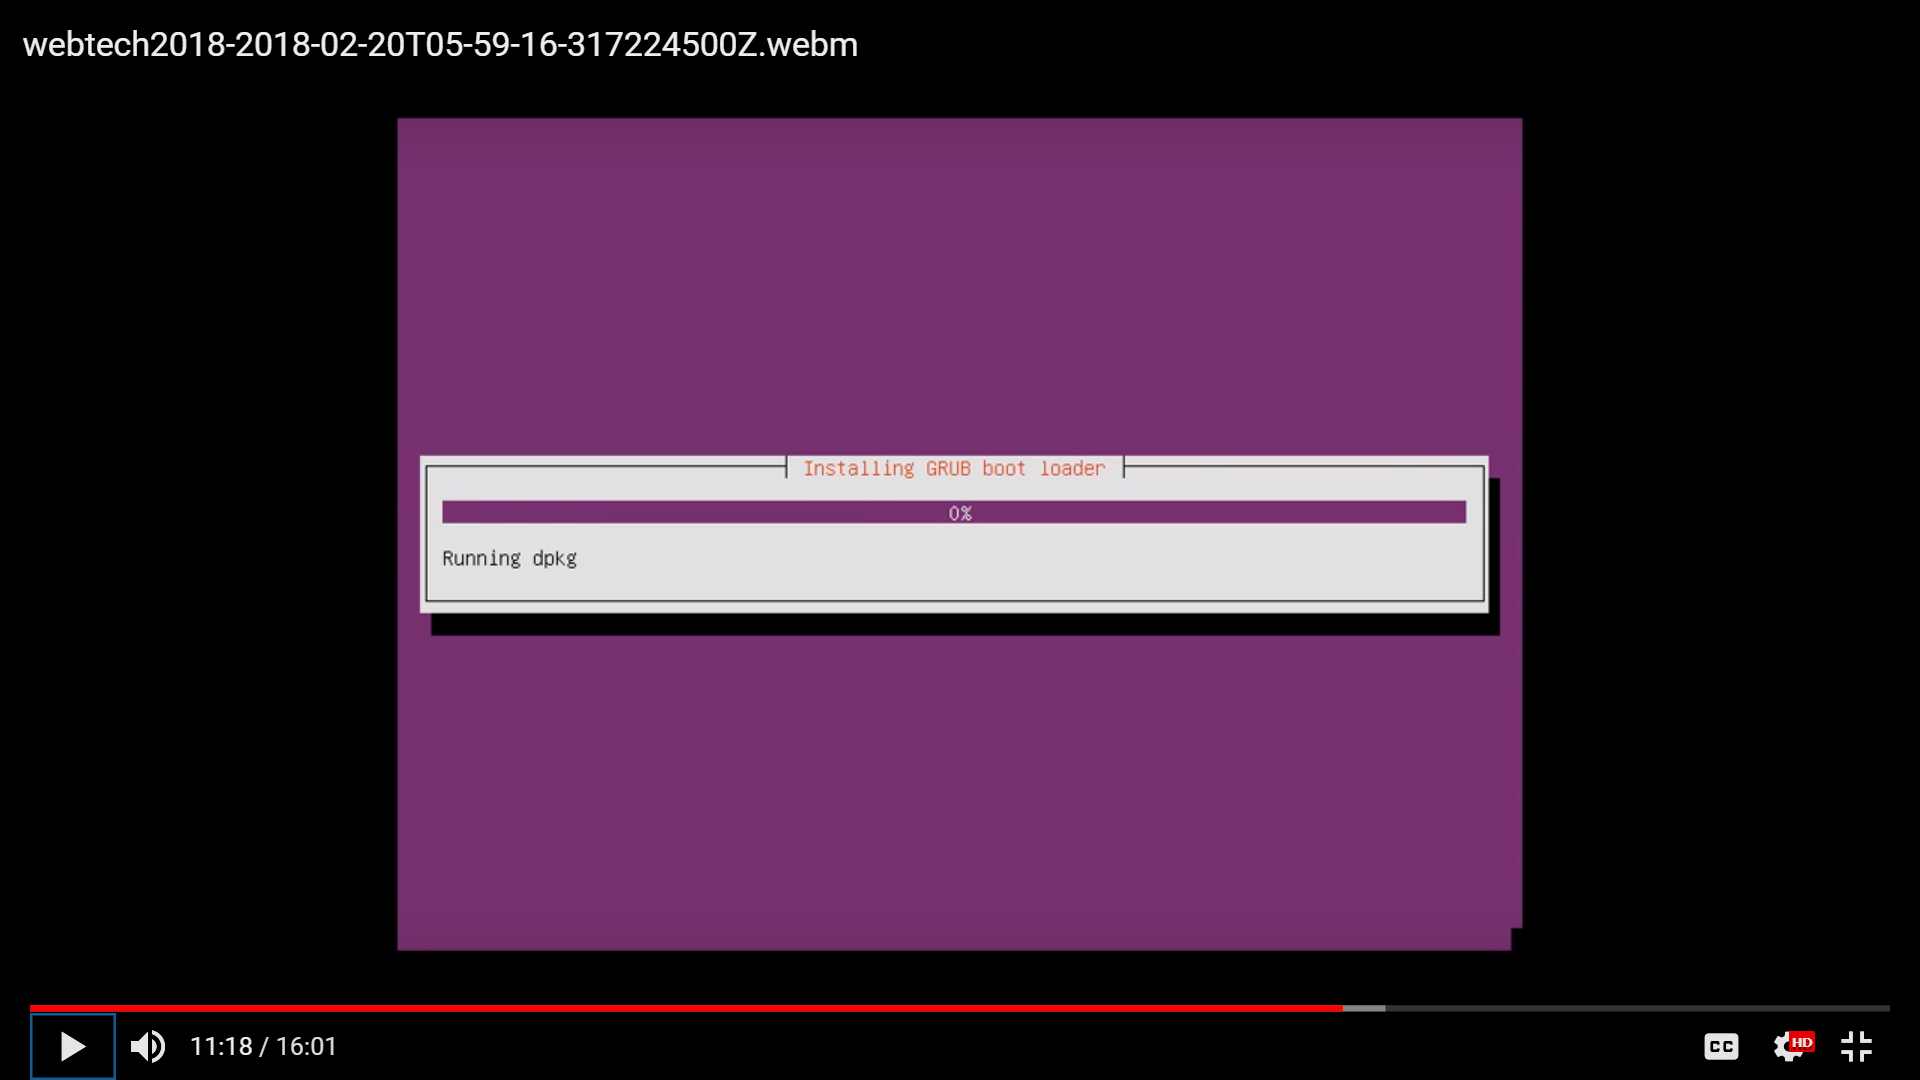 webtech2018-2018-02-20T05-59-16-317224500Z.webm
Installing GRUB boot loader
0%
Running dpkg
11:18 / 16:01
CC
HD